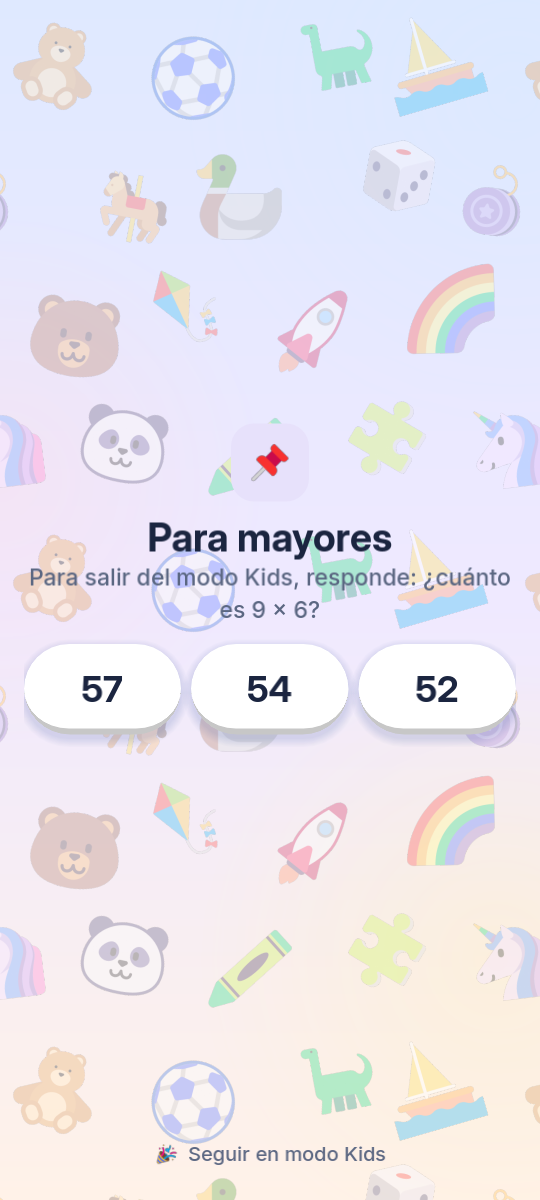 Para mayores
Para salir del modo Kids, responde: ¿cuánto
es 9 × 6?
57 54 52
Seguir en modo Kids